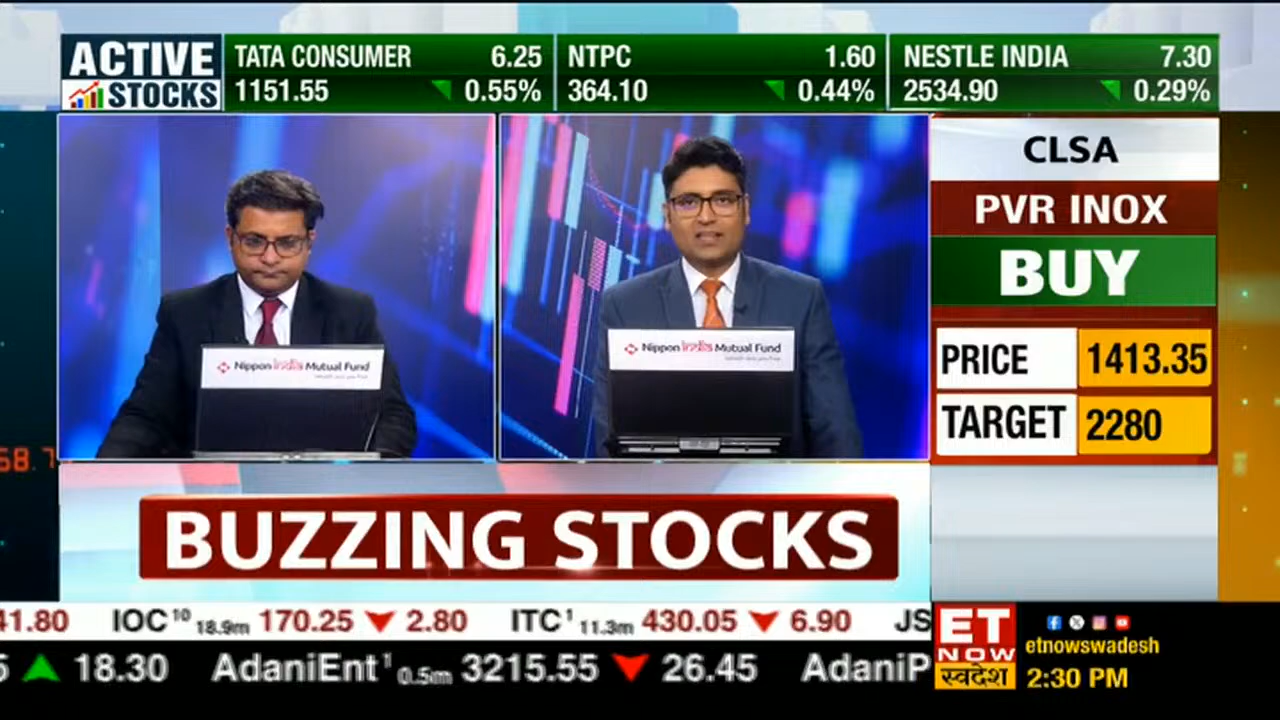 ACTIVE
STOCKS
TATA CONSUMER 6.25
1151.55 0.55%
NTPC 1.60
364.10 0.44%
NESTLE INDIA 7.30
2534.90 0.29%
CLSA
PVR INOX
BUY
PRICE 1413.35
TARGET 2280
Nippon india Mutual Fund
Nippon india Mutual Fund
68.7
BUZZING STOCKS
41.80 IOC 10 18.9m 170.25 2.80 ITC 1 11.3m 430.05 6.90 JS
5 18.30 AdaniEnt 1 0.5m 3215.55 26.45 AdaniP
ET
NOW
स्वदेश
etnowswadesh
2:30 PM